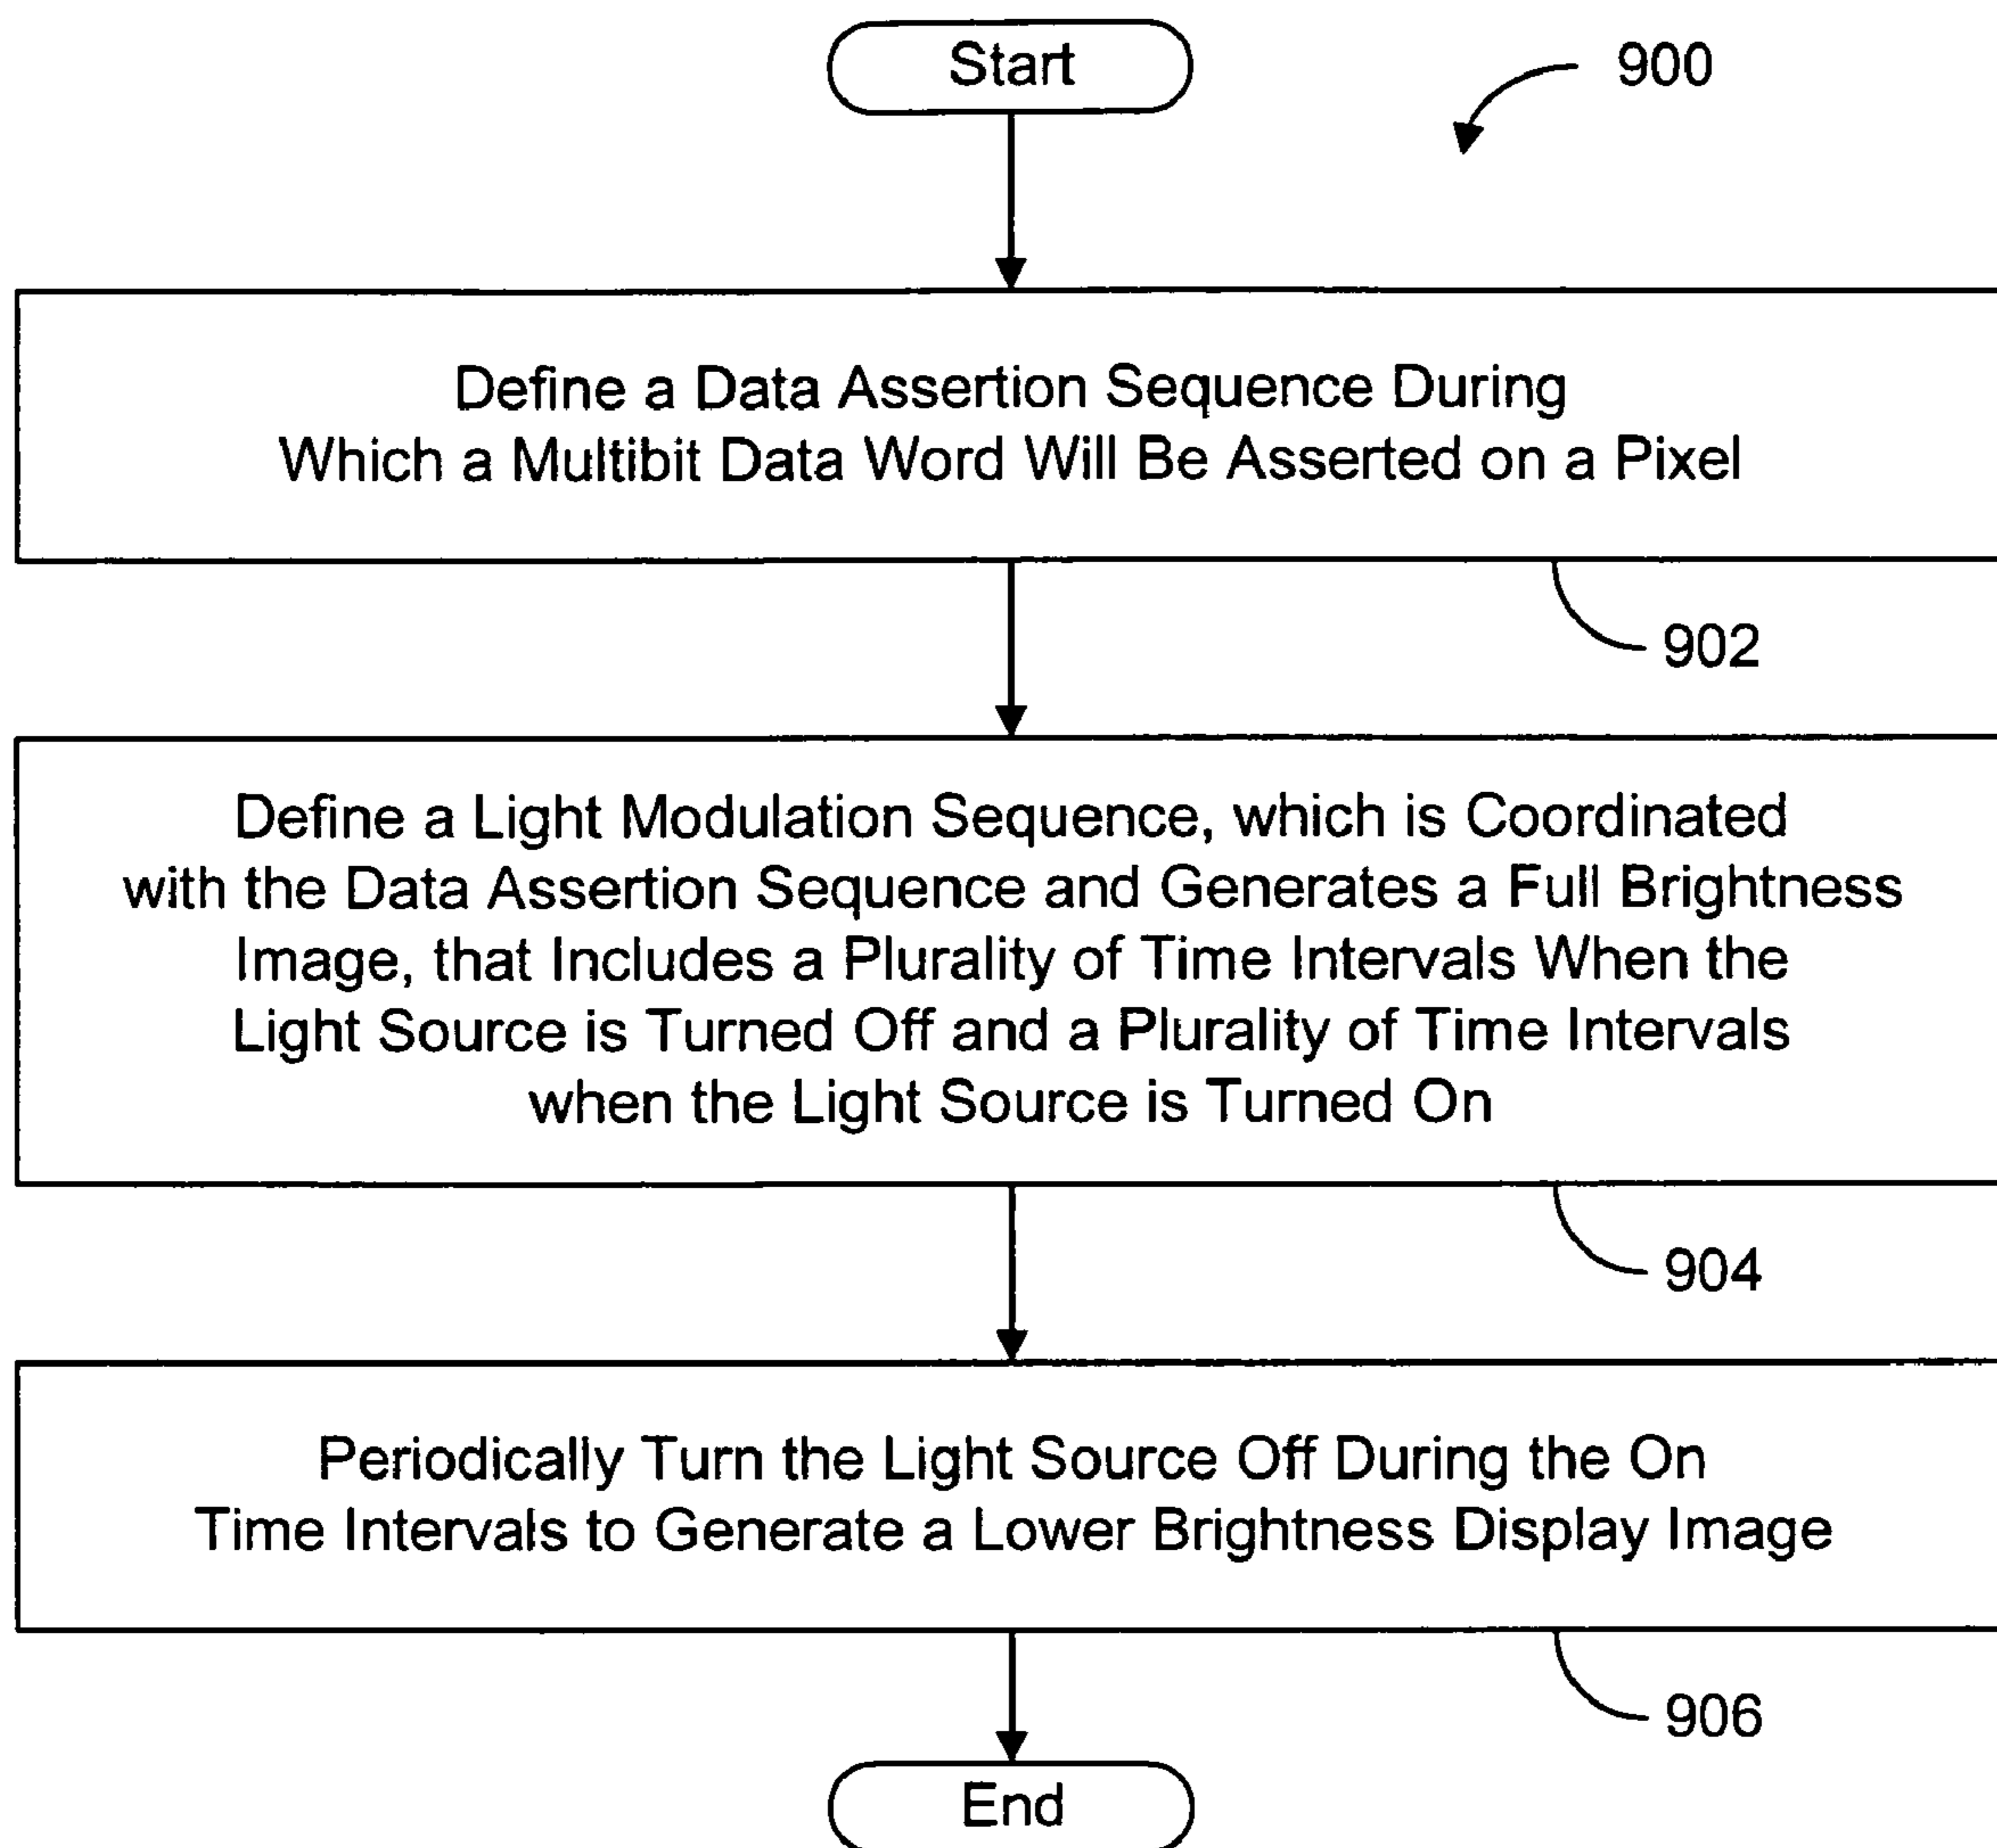 Start
900
Define a Data Assertion Sequence During
Which a Multibit Data Word Will Be Asserted on a Pixel
902
Define a Light Modulation Sequence, which is Coordinated
with the Data Assertion Sequence and Generates a Full Brightness
Image, that Includes a Plurality of Time Intervals When the
Light Source is Turned Off and a Plurality of Time Intervals
when the Light Source is Turned On
904
Periodically Turn the Light Source Off During the On
Time Intervals to Generate a Lower Brightness Display Image
906
End